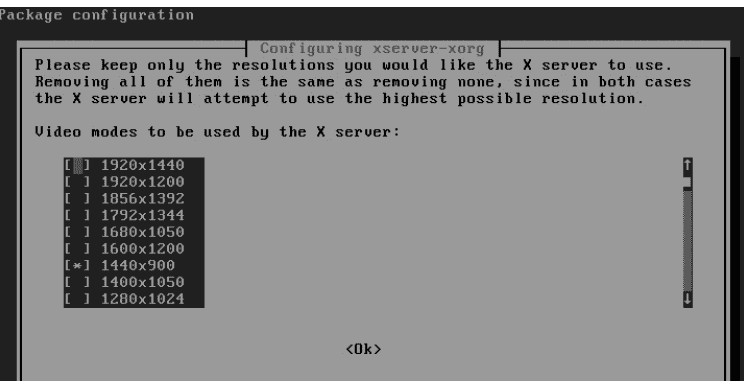 Package configuration
Configuring xserver-xorg
Please keep only the resolutions you would like the X server to use.
Removing all of them is the same as removing none, since in both cases
the X server will attempt to use the highest possible resolution.
Video modes to be used by the X server:
[ ] 1920x1440
[ ] 1920x1200
[ ] 1856x1392
[ ] 1792x1344
[ ] 1680x1050
[ ] 1600x1200
[*] 1440x900
[ ] 1400x1050
[ ] 1280x1024
<Ok>